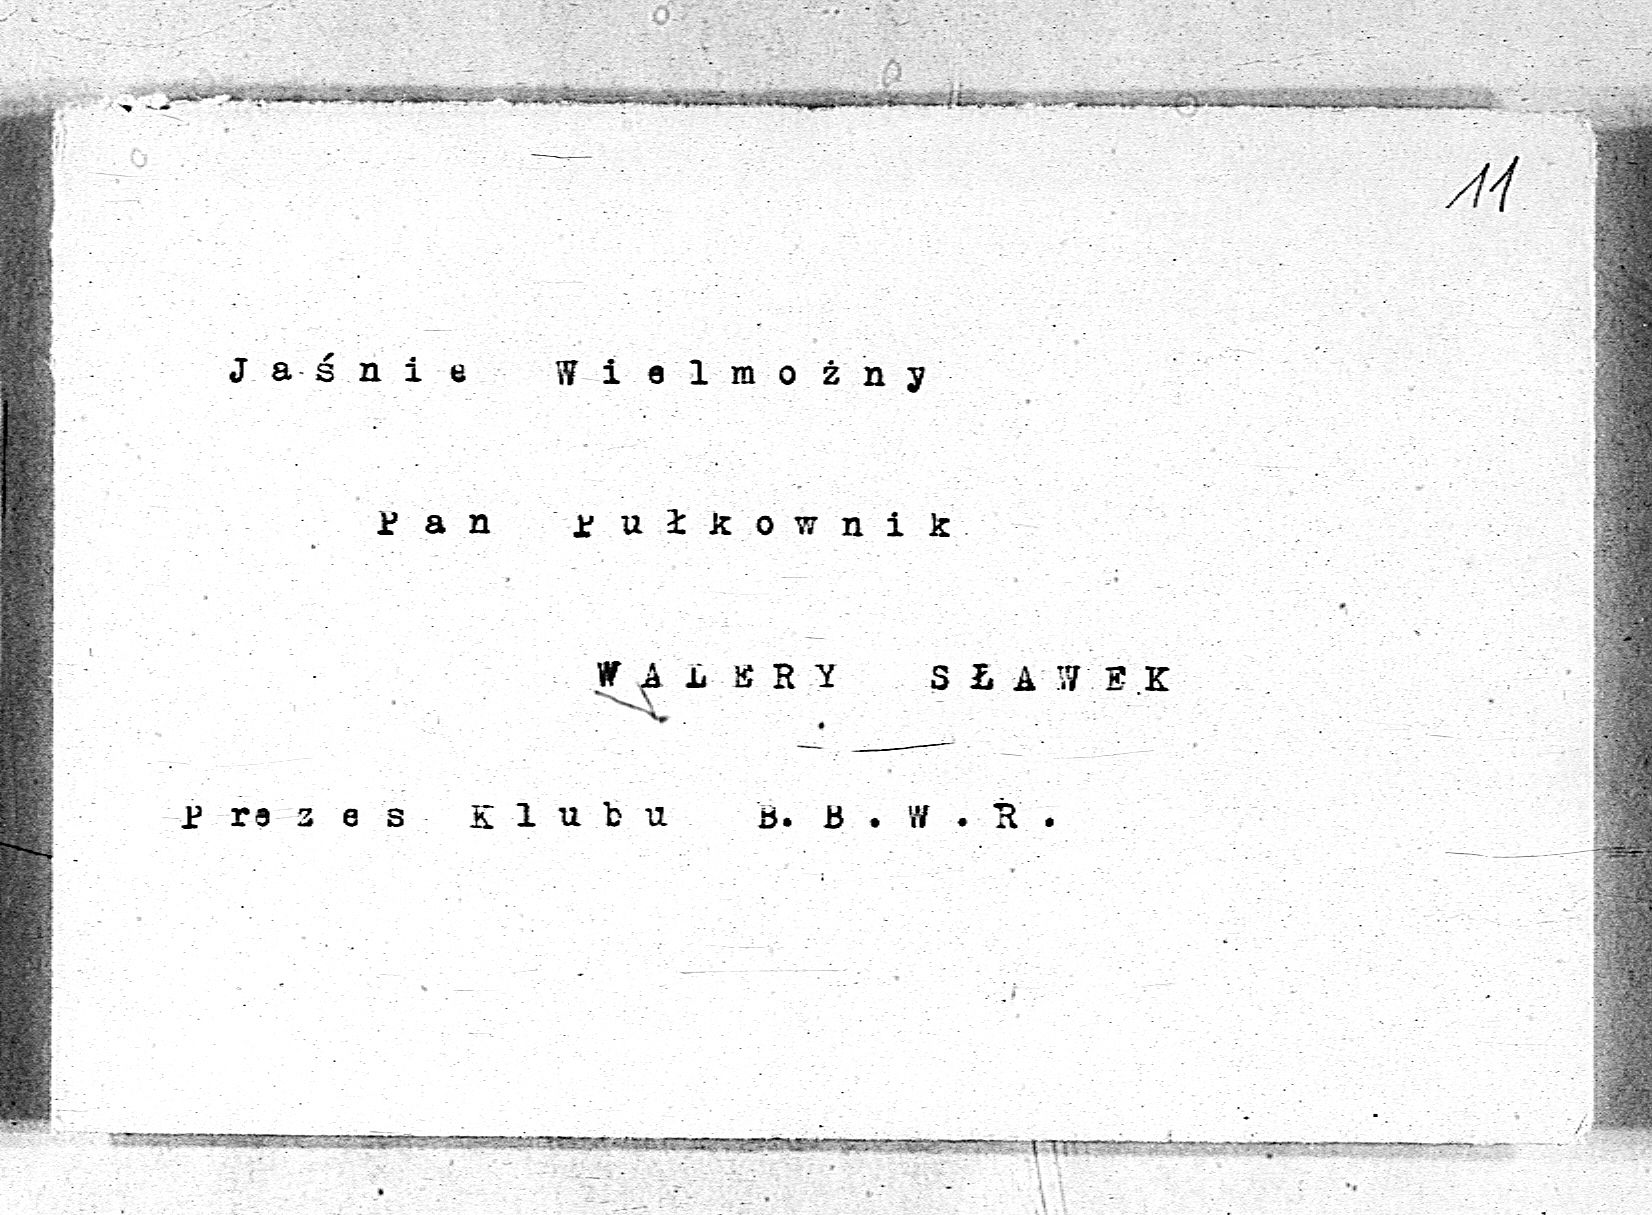 11
Jaśnie Wielmożny
Pan Pułkownik
WALERY SŁAWEK
Prezes Klubu B.B.W.R.